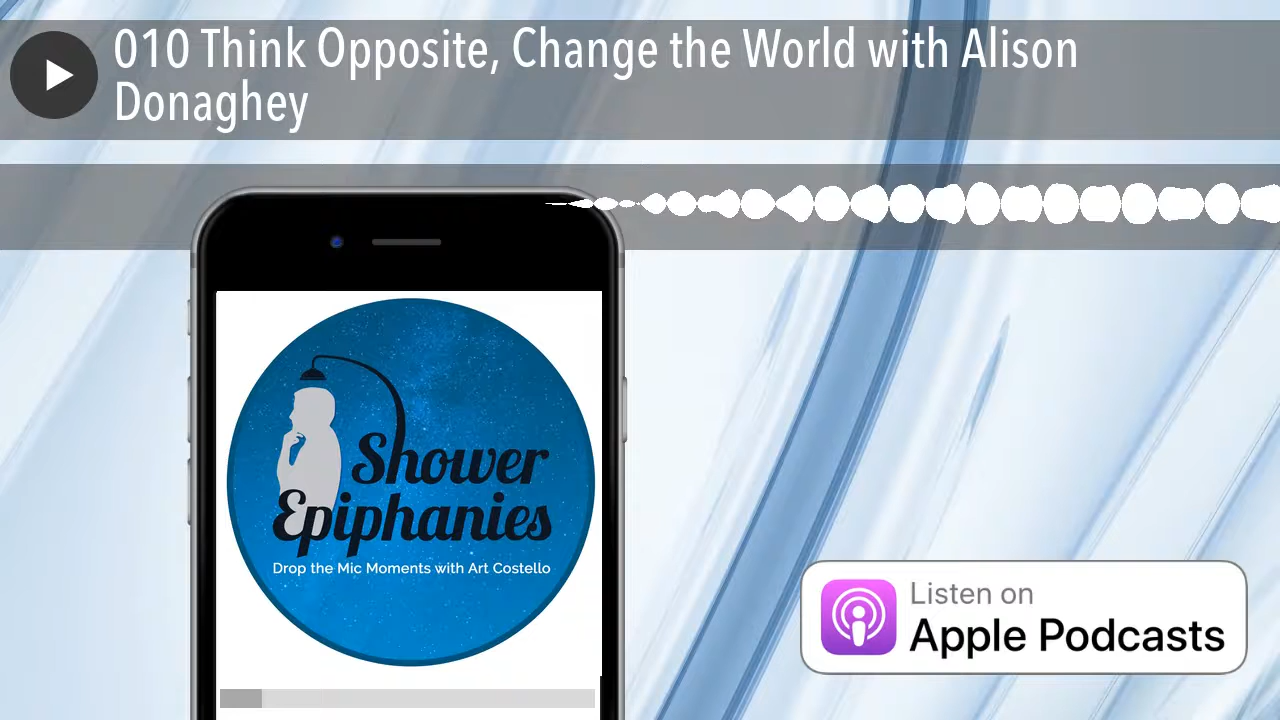 010 Think Opposite, Change the World with Alison
Donaghey
Shower
Epiphanies
Drop the Mic Moments with Art Costello
Listen on
Apple Podcasts